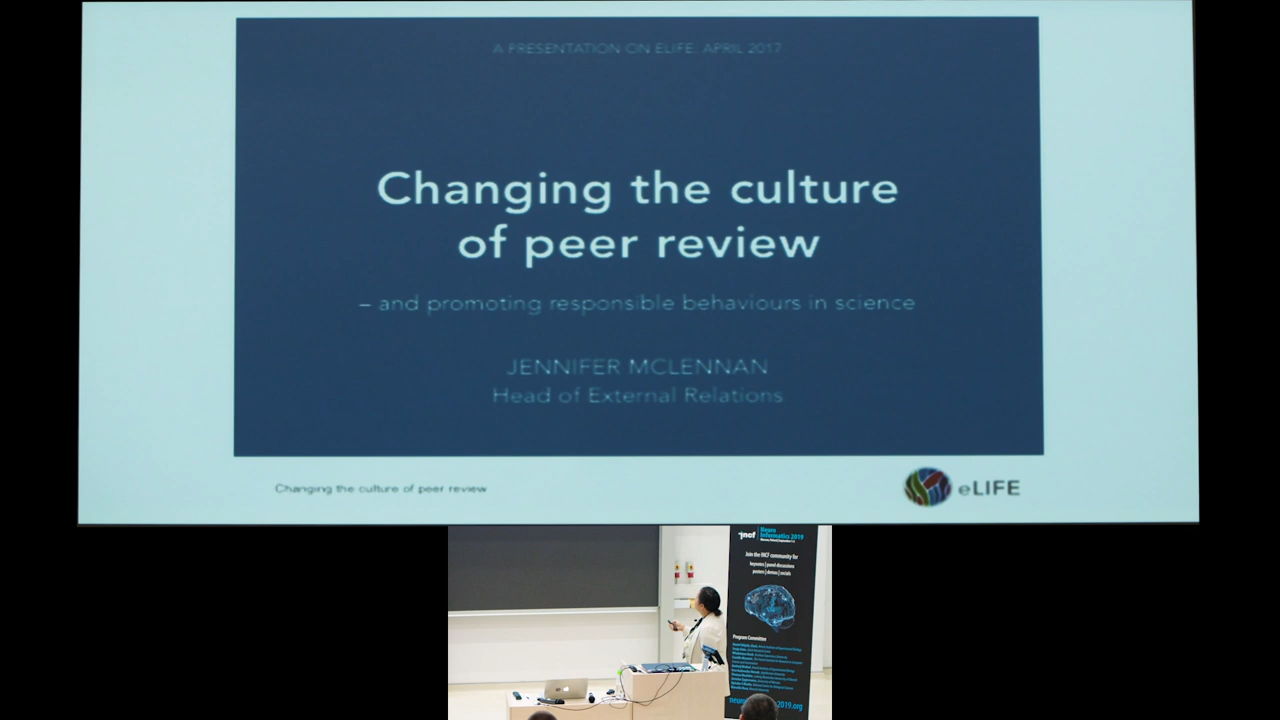 A PRESENTATION ON ELIFE: APRIL 2017
Changing the culture
of peer review
– and promoting responsible behaviours in science
JENNIFER MCLENNAN
Head of External Relations
Changing the culture of peer review
eLIFE
incf
Neuro
Informatics 2019
Join the INCF community for
keynotes | panel discussions
posters | demos | socials
Program Committee